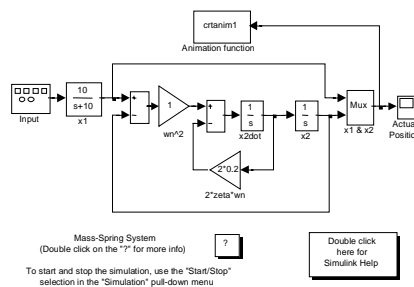 crtanim1
Animation function
10
s+10
Input
x1
+
−
1
wn^2
+
−
1
s
x2dot
1
s
x2
Mux
x1 & x2
Actual
Position
2*0.2
2*zeta*wn
Mass-Spring System
(Double click on the "?" for more info)
?
Double click
here for
Simulink Help
To start and stop the simulation, use the "Start/Stop"
selection in the "Simulation" pull-down menu